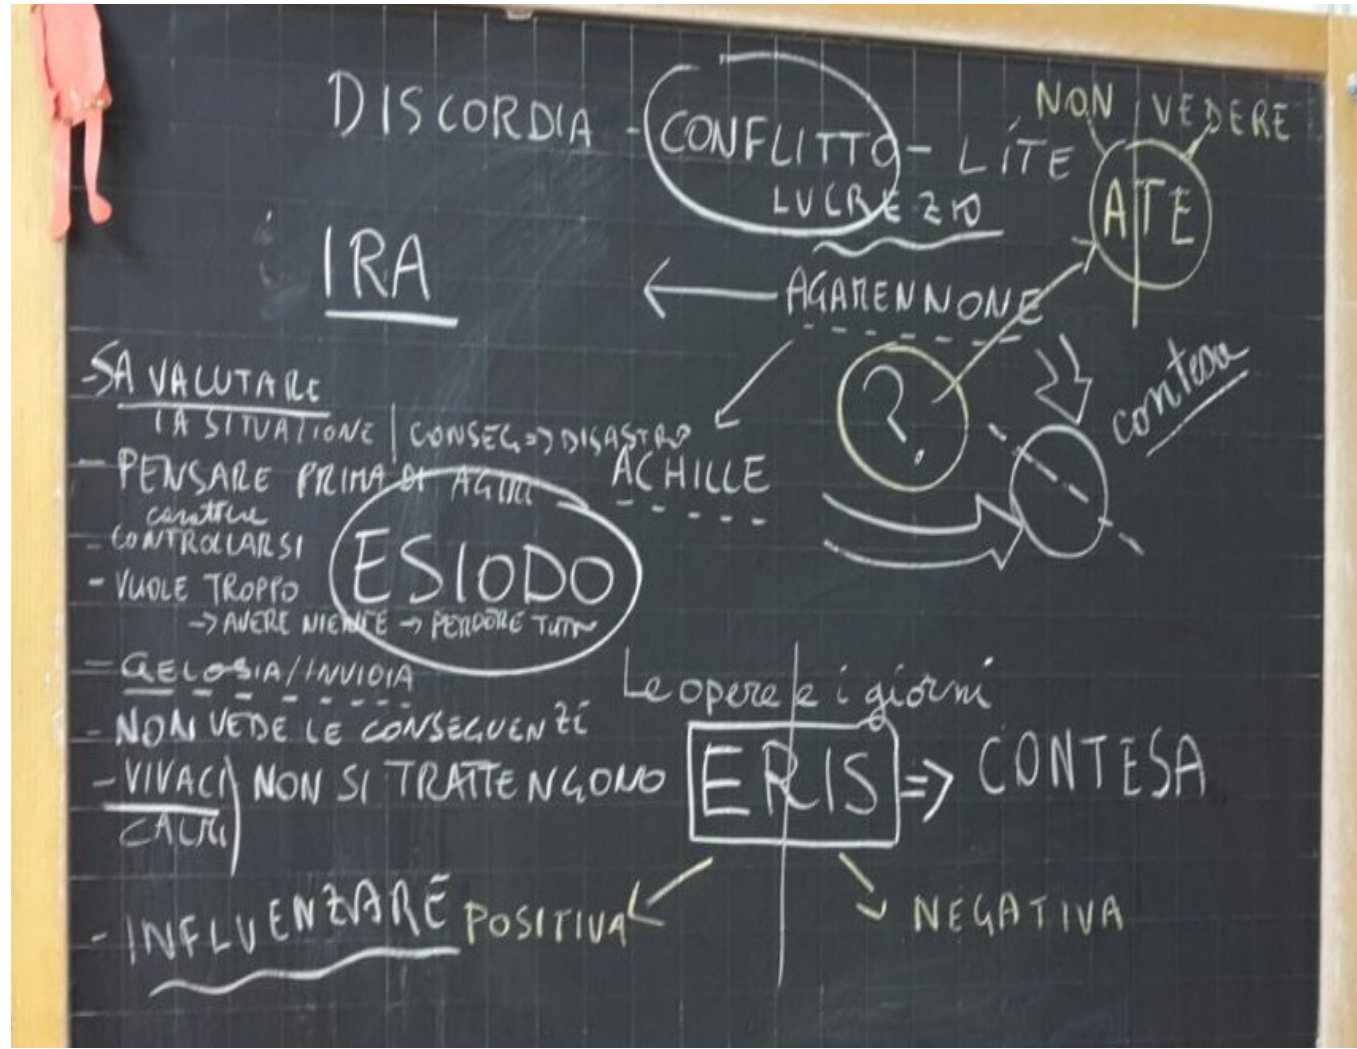 NON VEDERE
DISCORDIA - CONFLITTO - LITE
LUCREZIO
ATE
IRA
AGAMENNONE
?
contesa
- SA VALUTARE
LA SITUAZIONE | CONSEG => DISASTRO
- PENSARE PRIMA DI AGIRE
ACHILLE
carattere
- CONTROLLARSI
ESIODO
- VUOLE TROPPO
-> AVERE NIENTE -> PERDERE TUTTO
- GELOSIA/INVIDIA
Le opere e i giorni
- NON VEDE LE CONSEGUENZE
ERIS => CONTESA
- VIVACI NON SI TRATTENGONO
CALMI
- INFLUENZARE
POSITIVA
NEGATIVA